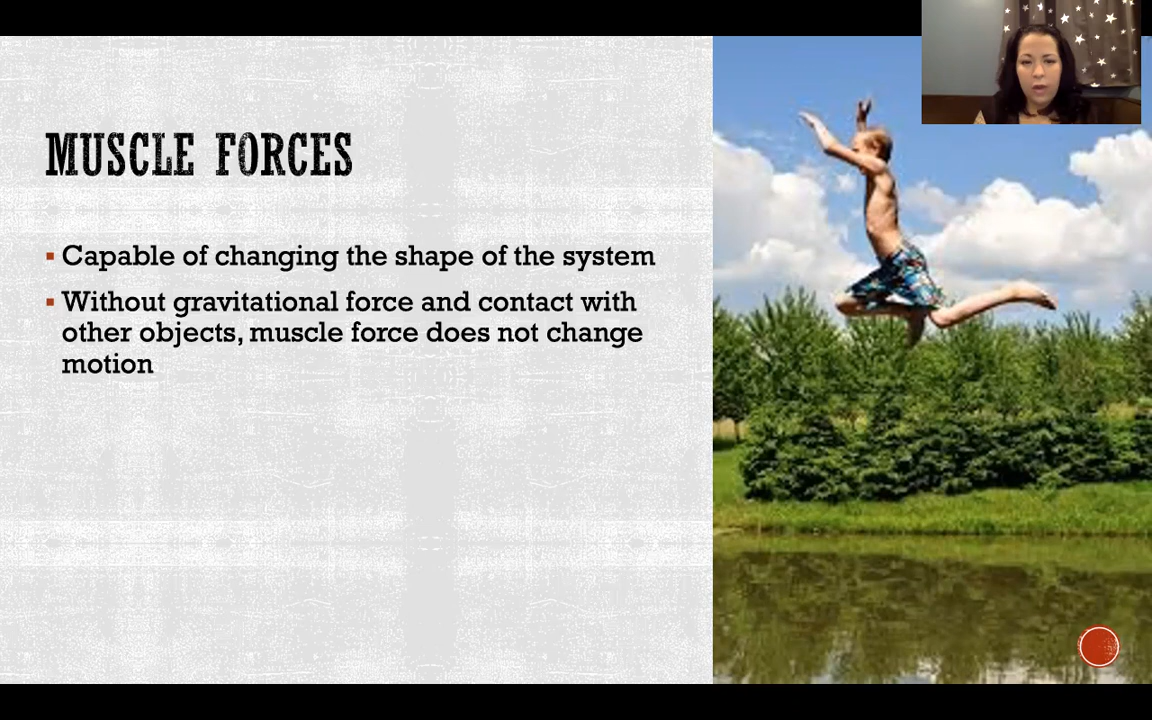 MUSCLE FORCES
▪ Capable of changing the shape of the system
▪ Without gravitational force and contact with
other objects, muscle force does not change
motion